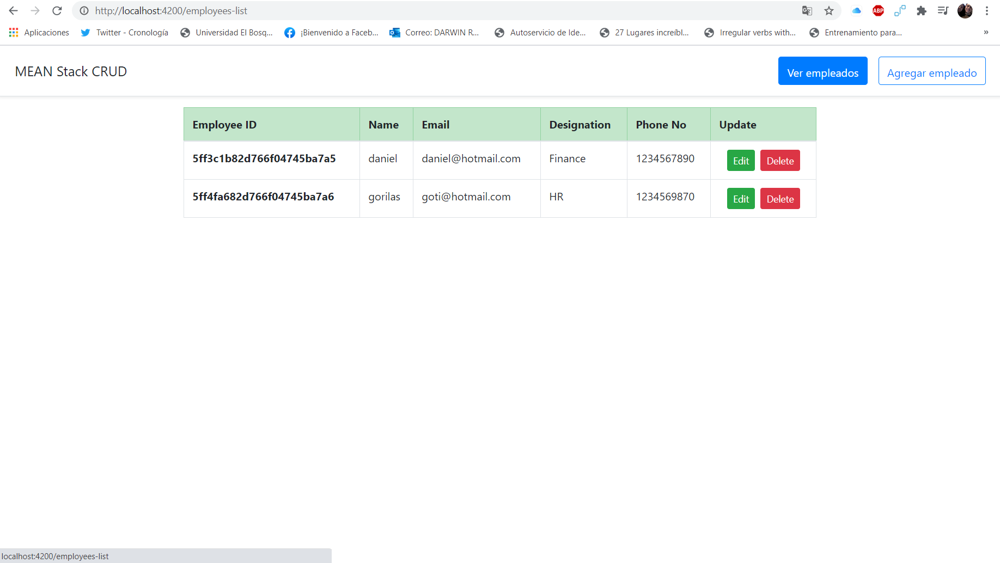 http://localhost:4200/employees-list
ABP
Aplicaciones Twitter - Cronología Universidad El Bosq... ¡Bienvenido a Faceb... Correo: DARWIN R... Autoservicio de Ide... 27 Lugares increíbl... Irregular verbs with... Entrenamiento para... »
MEAN Stack CRUD Ver empleados Agregar empleado
Employee ID Name Email Designation Phone No Update
5ff3c1b82d766f04745ba7a5 daniel daniel@hotmail.com Finance 1234567890 Edit Delete
5ff4fa682d766f04745ba7a6 gorilas goti@hotmail.com HR 1234569870 Edit Delete
localhost:4200/employees-list